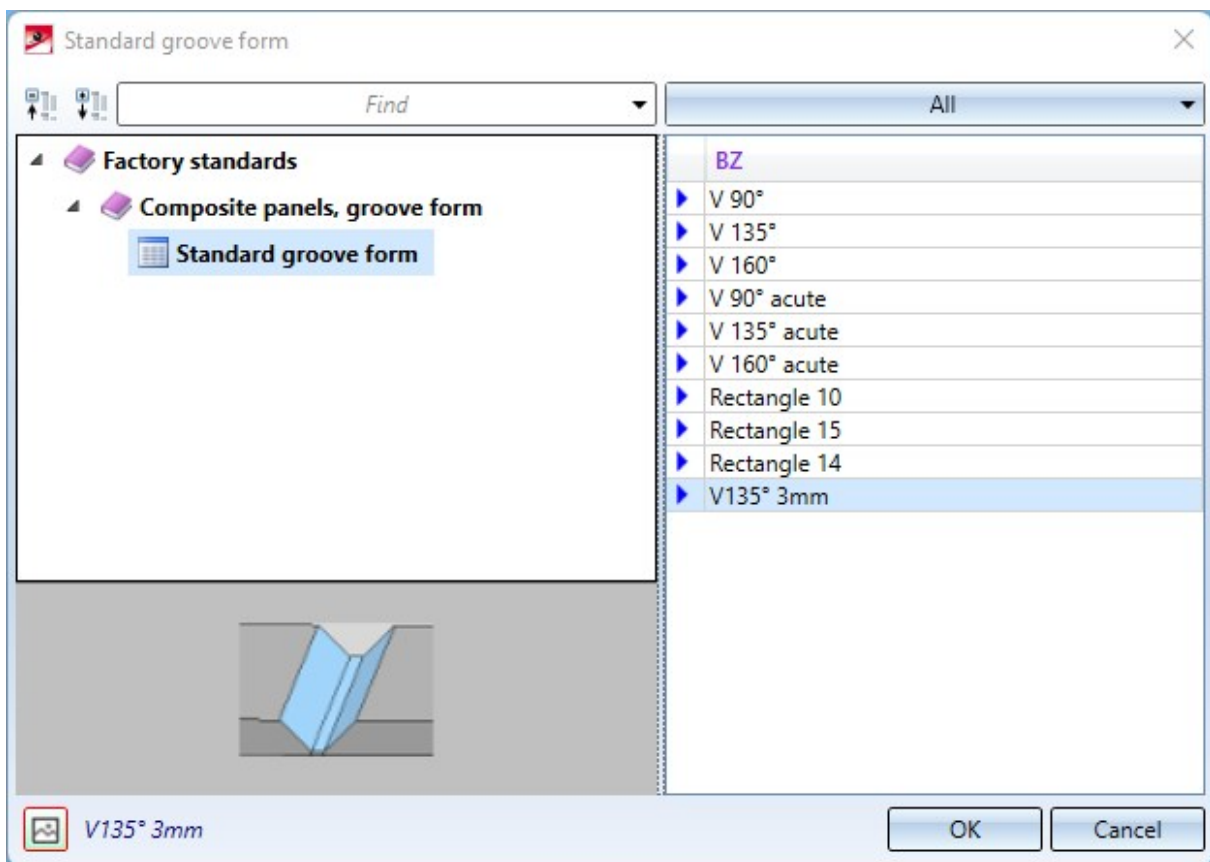 Standard groove form
Find
All
Factory standards
Composite panels, groove form
Standard groove form
BZ
V 90°
V 135°
V 160°
V 90° acute
V 135° acute
V 160° acute
Rectangle 10
Rectangle 15
Rectangle 14
V135° 3mm
V135° 3mm
OK
Cancel